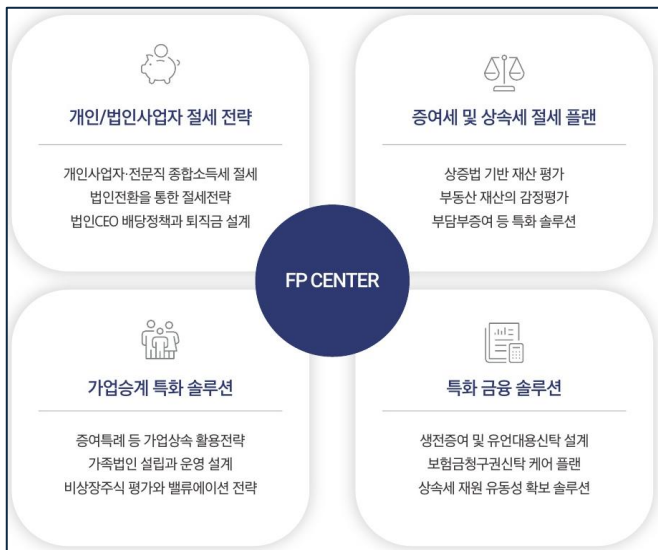 개인/법인사업자 절세 전략
개인사업자·전문직 종합소득세 절세
법인전환을 통한 절세전략
법인CEO 배당정책과 퇴직금 설계
증여세 및 상속세 절세 플랜
상증법 기반 재산 평가
부동산 재산의 감정평가
부담부증여 등 특화 솔루션
FP CENTER
가업승계 특화 솔루션
증여특례 등 가업상속 활용전략
가족법인 설립과 운영 설계
비상장주식 평가와 밸류에이션 전략
특화 금융 솔루션
생전증여 및 유언대용신탁 설계
보험금청구권신탁 케어 플랜
상속세 재원 유동성 확보 솔루션